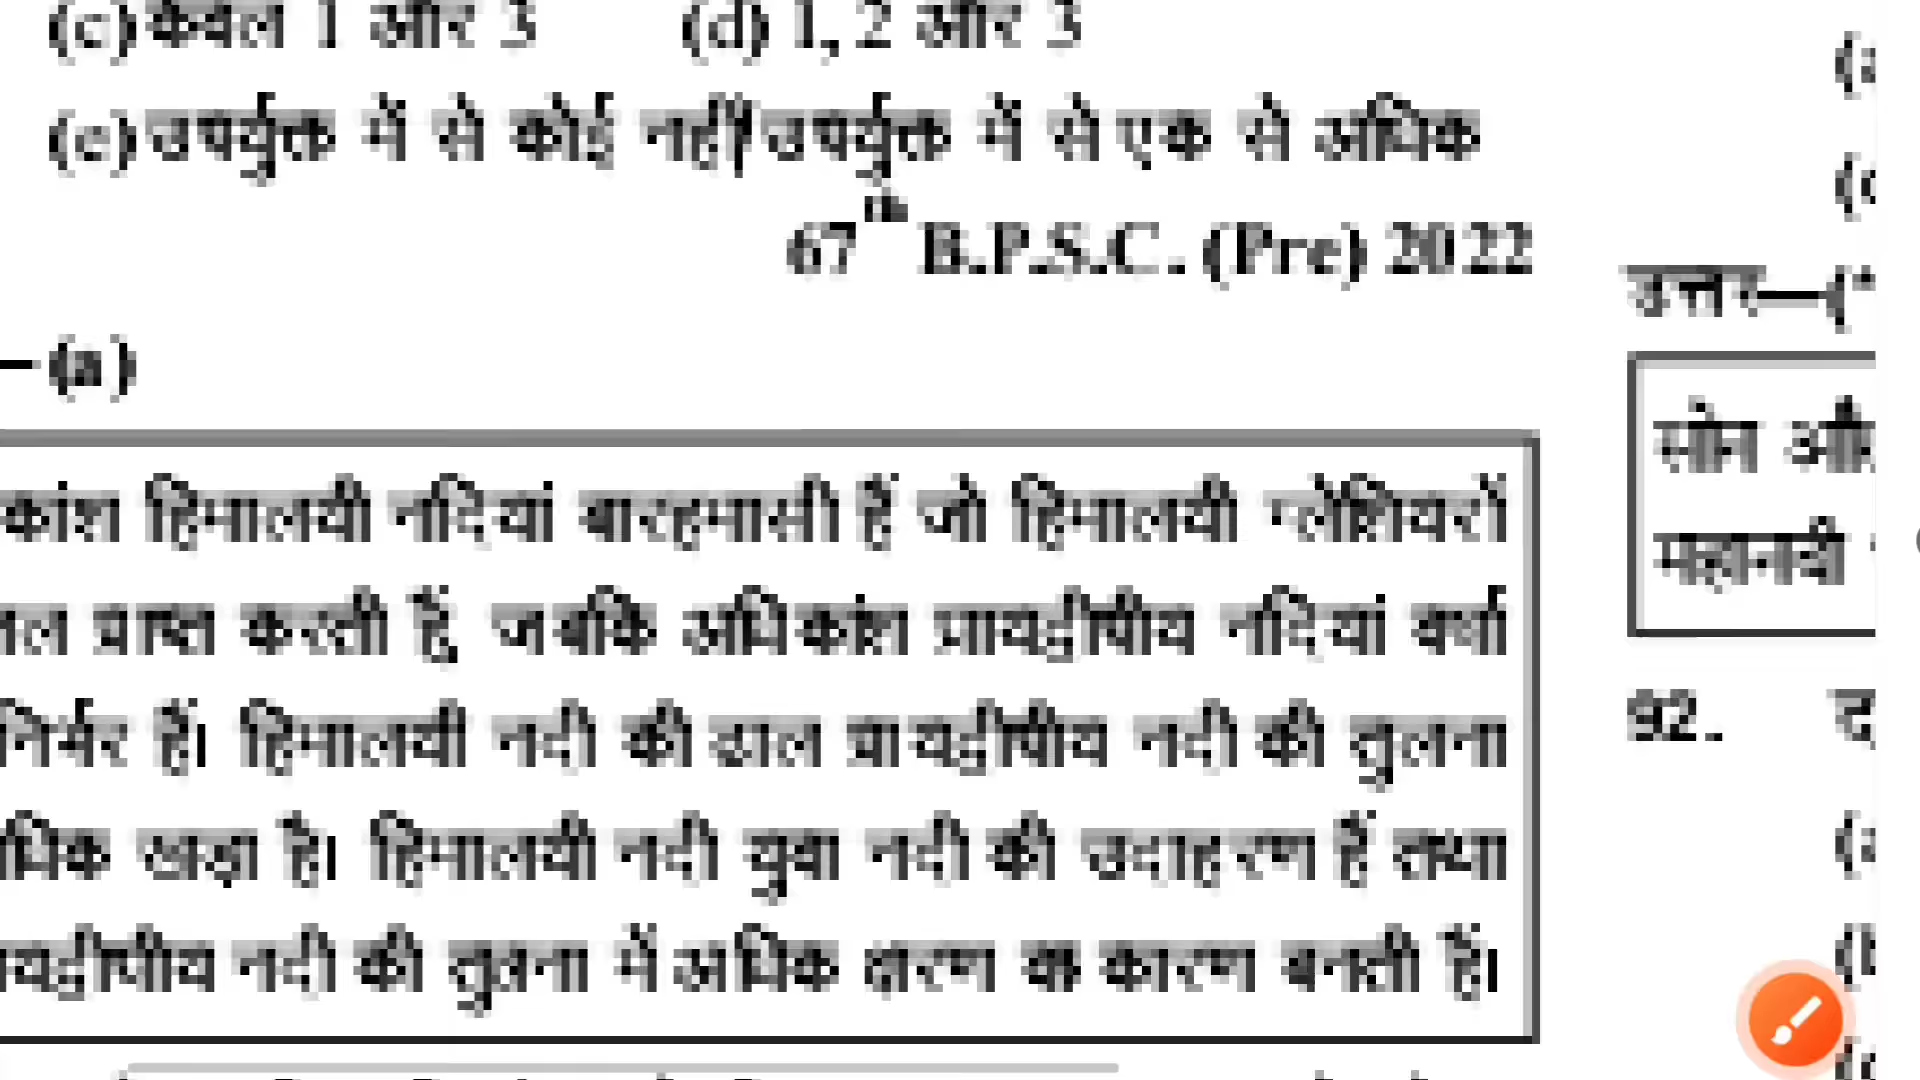 (c) केवल 1 और 3 (d) 1, 2 और 3
(e) उपर्युक्त में से कोई नहीं/उपर्युक्त में से एक से अधिक
67th B.P.S.C. (Pre) 2022
—(a)
कांश हिमालयी नदियां बारहमासी हैं जो हिमालयी ग्लेशियरों
प्राप्त करती हैं, जबकि अधिकांश प्रायद्वीपीय नदियां वर्षा
निर्भर हैं। हिमालयी नदी की ढाल प्रायद्वीपीय नदी की तुलना
धिक खड़ा है। हिमालयी नदी युवा नदी की उदाहरण हैं तथा
यद्वीपीय नदी की तुलना में अधिक क्षरण का कारण बनती हैं।
उत्तर—(*
सोन
महानदी
92.